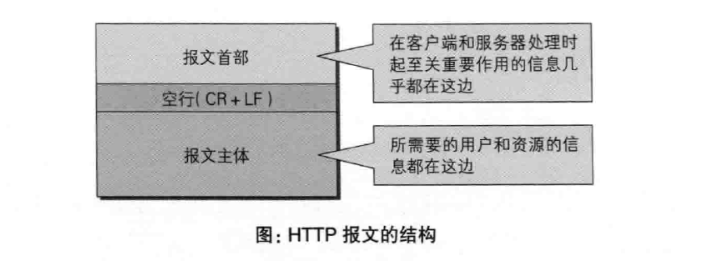 报文首部
在客户端和服务器处理时
起至关重要作用的信息几
乎都在这边
空行(CR+LF)
报文主体
所需要的用户和资源的信
息都在这边
图:HTTP 报文的结构